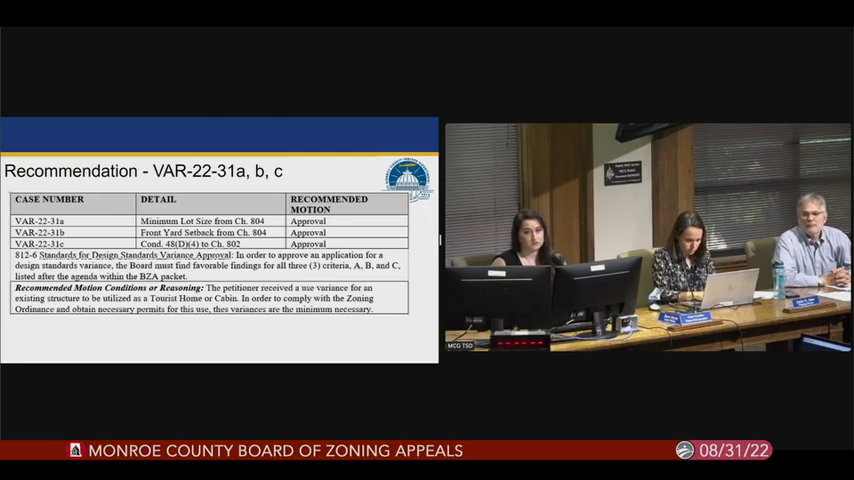 Recommendation - VAR-22-31a, b, c
CASE NUMBER DETAIL RECOMMENDED MOTION
VAR-22-31a Minimum Lot Size from Ch. 804 Approval
VAR-22-31b Front Yard Setback from Ch. 804 Approval
VAR-22-31c Cond. 48(D)(4) to Ch. 802 Approval
812-6 Standards for Design Standards Variance Approval: In order to approve an application for a
design standards variance, the Board must find favorable findings for all three (3) criteria, A, B, and C,
listed after the agenda within the BZA packet.
Recommended Motion Conditions or Reasoning: The petitioner received a use variance for an
existing structure to be utilized as a Tourist Home or Cabin. In order to comply with the Zoning
Ordinance and obtain necessary permits for this use, thes variances are the minimum necessary.
MCG TSD
MONROE COUNTY BOARD OF ZONING APPEALS
08/31/22